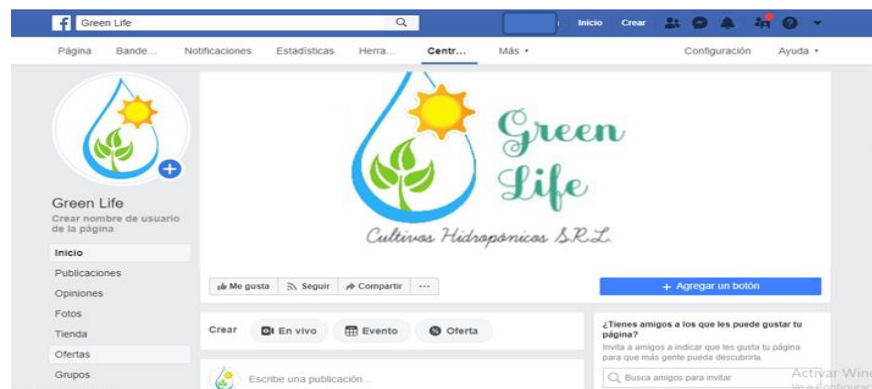 Green Life
Inicio Crear
Página Bande... Notificaciones Estadísticas Herra... Centr... Más Configuración Ayuda
Green
Life
Cultivos Hidropónicos S.R.L.
Green Life
Crear nombre de usuario
de la página
Inicio
Publicaciones
Opiniones
Fotos
Tienda
Ofertas
Grupos
Me gusta Seguir Compartir ...
+ Agregar un botón
Crear En vivo Evento Oferta
Escribe una publicación...
¿Tienes amigos a los que les puede gustar tu
página?
Invita a amigos a indicar que les gusta tu página
para que más gente pueda descubrirla.
Busca amigos para invitar
Activar Wind